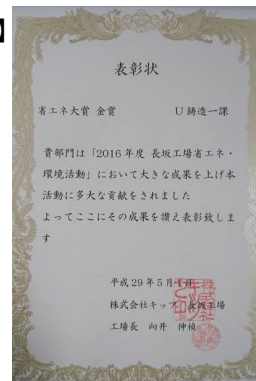 】
表彰状
省エネ大賞 金賞　　U鋳造一課
貴部門は「2016年度 長坂工場省エネ・
環境活動」において大きな成果を上げ本
活動に多大な貢献をされました
よってここにその成果を讃え表彰致しま
す
平成29年5月1日
株式会社キッツ 長坂工場
工場長 向井 伸禎